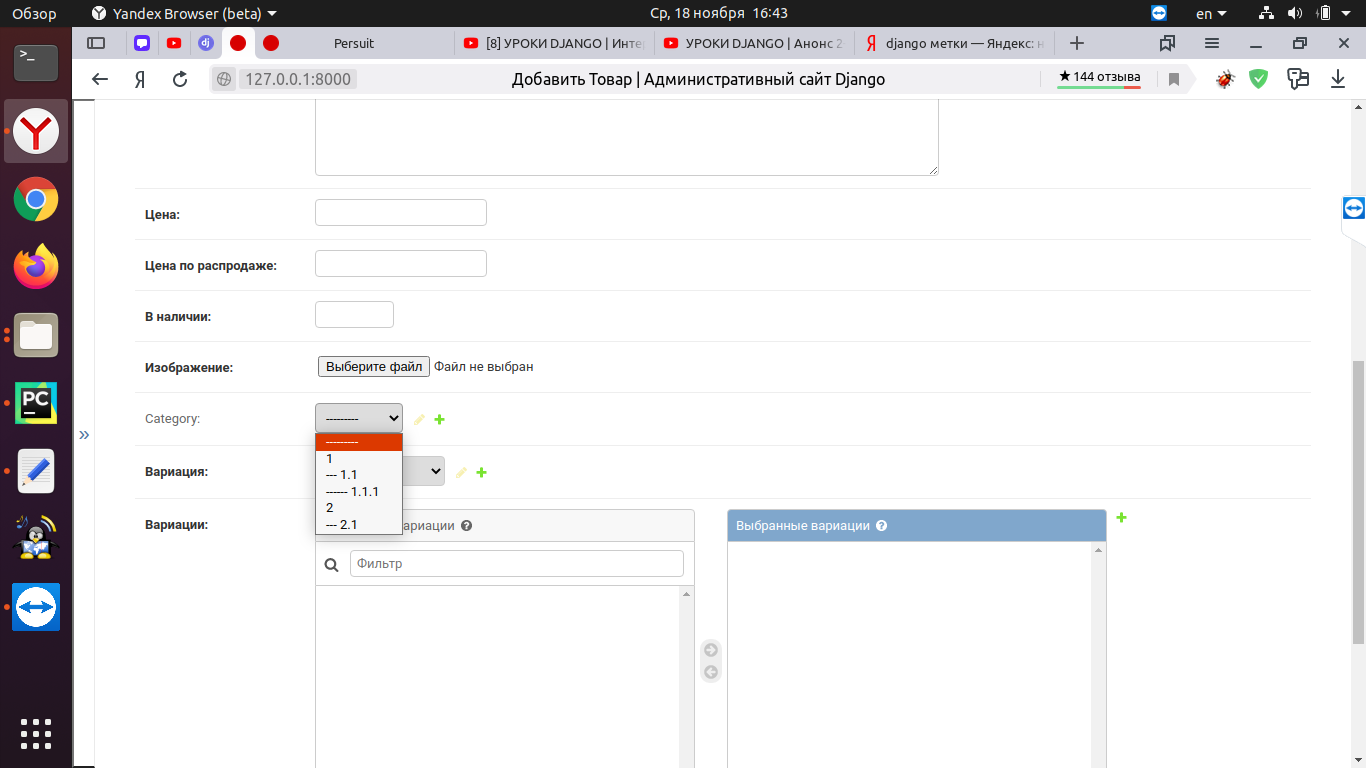 Обзор
Yandex Browser (beta)
Ср, 18 ноября 16:43
en
Persuit
[8] УРОКИ DJANGO | Инте
УРОКИ DJANGO | Анонс 2
django метки — Яндекс: н
127.0.0.1:8000
Добавить Товар | Административный сайт Django
★ 144 отзыва
Цена:
Цена по распродаже:
В наличии:
Изображение:
Выберите файл Файл не выбран
Category:
---------
---------
1
--- 1.1
------ 1.1.1
2
--- 2.1
»
Вариация:
Вариации:
вариации
Выбранные вариации
Фильтр
>_
dj
Я
PC